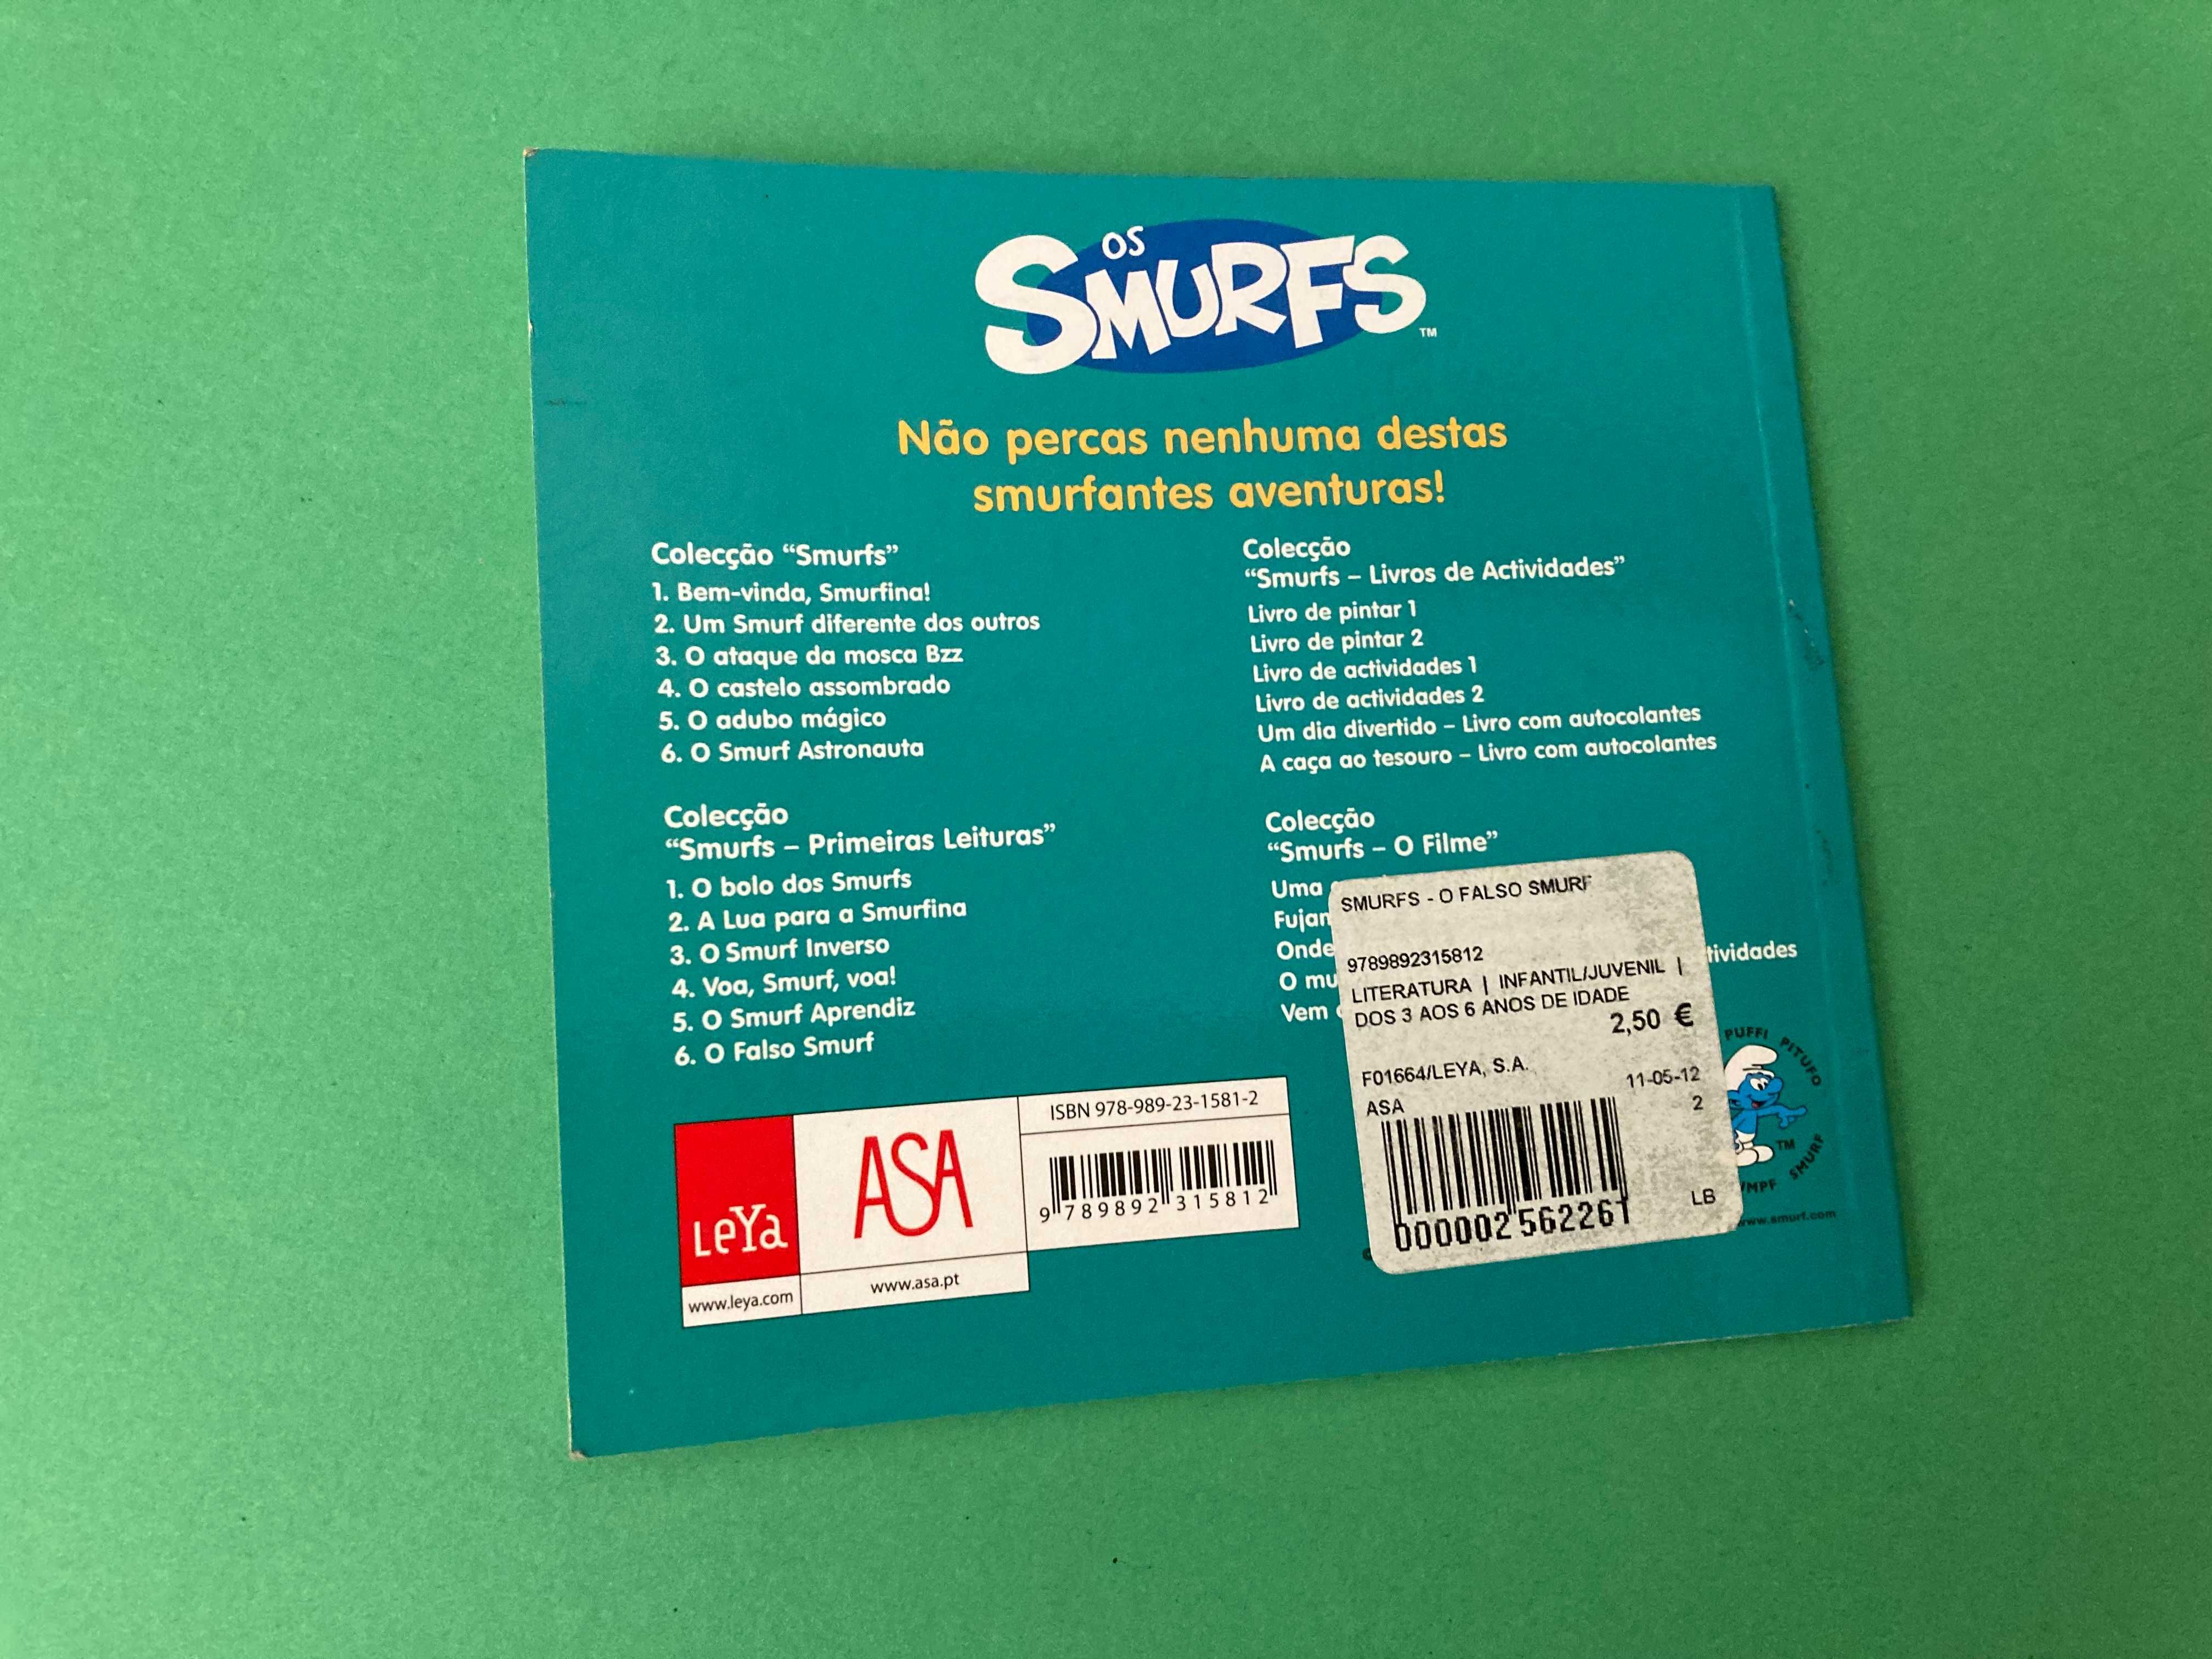 OS
SMURFS™
Não percas nenhuma destas
smurfantes aventuras!
Colecção “Smurfs”
1. Bem-vinda, Smurfina!
2. Um Smurf diferente dos outros
3. O ataque da mosca Bzz
4. O castelo assombrado
5. O adubo mágico
6. O Smurf Astronauta
Colecção
“Smurfs – Primeiras Leituras”
1. O bolo dos Smurfs
2. A Lua para a Smurfina
3. O Smurf Inverso
4. Voa, Smurf, voa!
5. O Smurf Aprendiz
6. O Falso Smurf
Colecção
“Smurfs – Livros de Actividades”
Livro de pintar 1
Livro de pintar 2
Livro de actividades 1
Livro de actividades 2
Um dia divertido – Livro com autocolantes
A caça ao tesouro – Livro com autocolantes
Colecção
“Smurfs – O Filme”
Uma
Onde
O
Vem
SMURFS - O FALSO SMURF
9789892315812
LITERATURA | INFANTIL/JUVENIL |
DOS 3 AOS 6 ANOS DE IDADE
2,50 €
F01664/LEYA, S.A.
11-05-12
ASA
2
LB
000002562261
PUFFI PITUFO
SMURF
TM
www.smurf.com
LeYa
www.leya.com
ASA
www.asa.pt
ISBN 978-989-23-1581-2
9 789892 315812